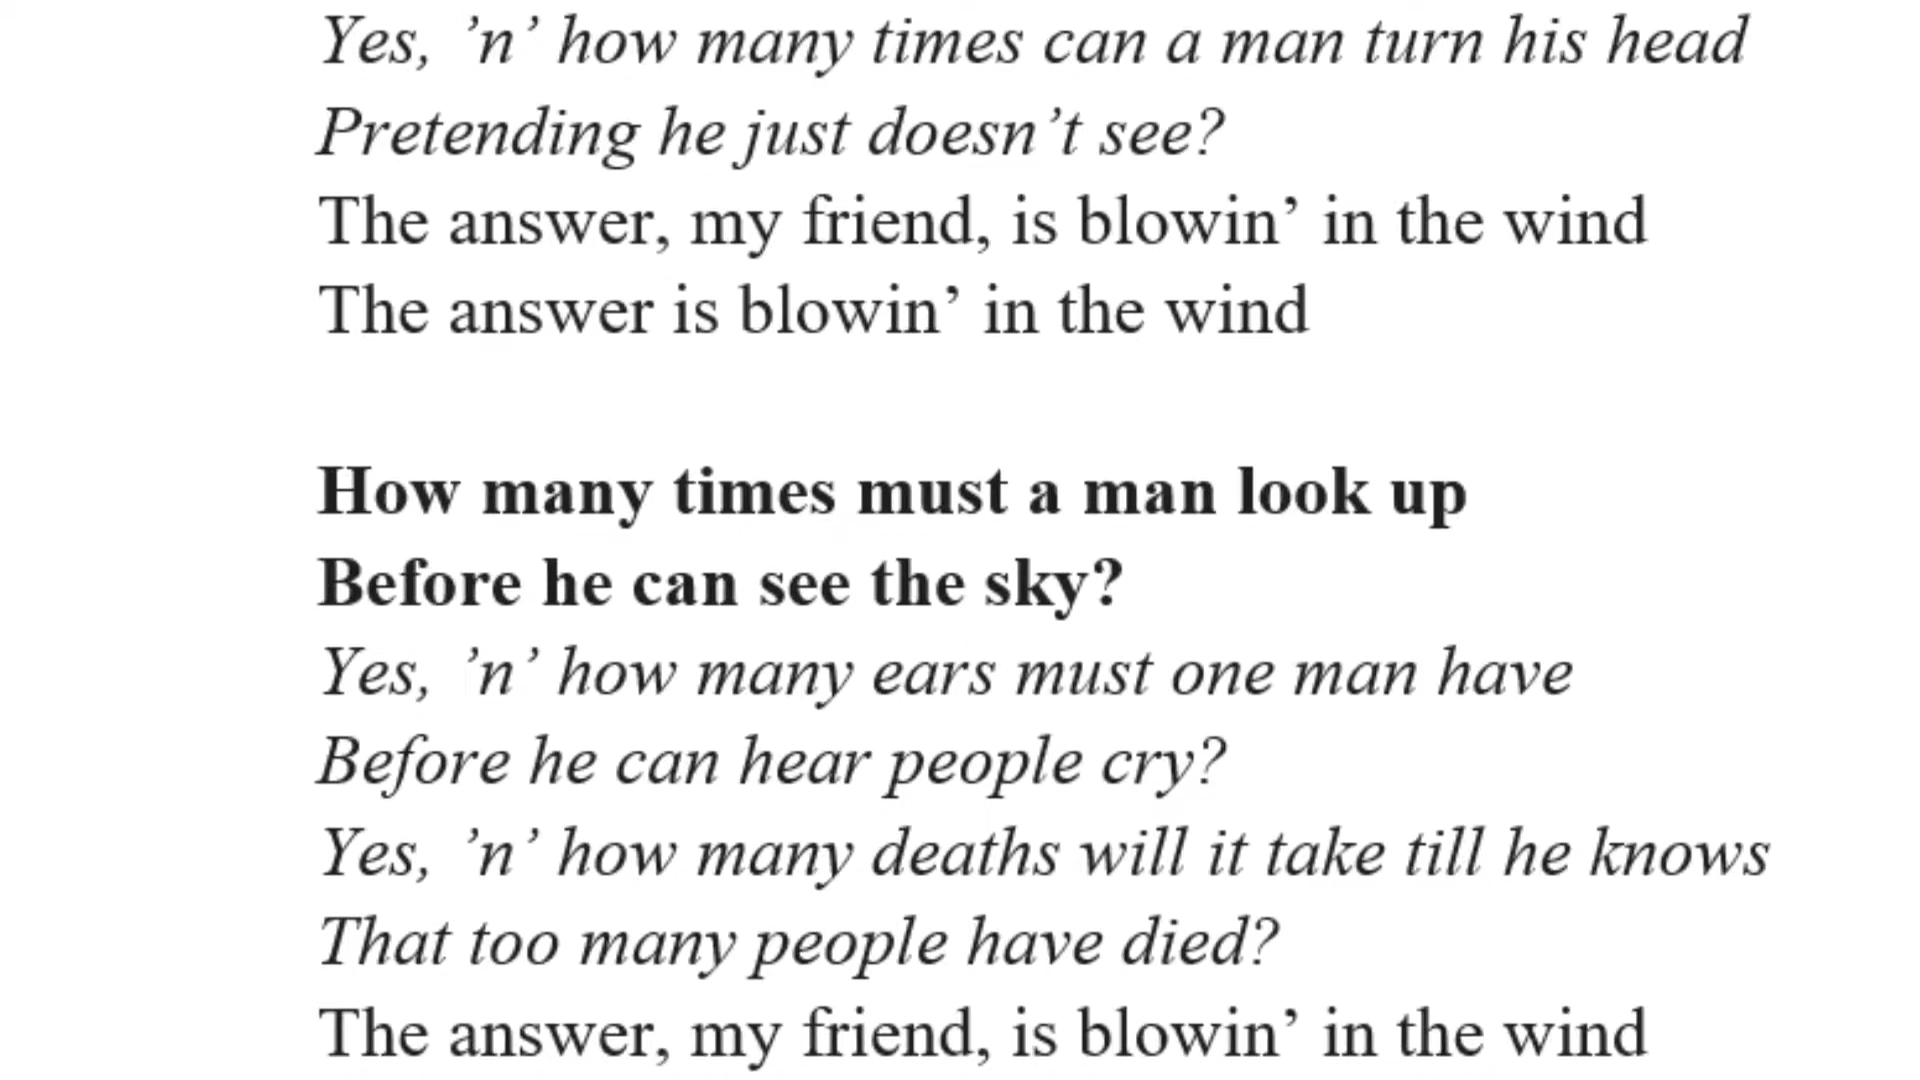 Yes, ’n’ how many times can a man turn his head
Pretending he just doesn’t see?
The answer, my friend, is blowin’ in the wind
The answer is blowin’ in the wind
How many times must a man look up
Before he can see the sky?
Yes, ’n’ how many ears must one man have
Before he can hear people cry?
Yes, ’n’ how many deaths will it take till he knows
That too many people have died?
The answer, my friend, is blowin’ in the wind